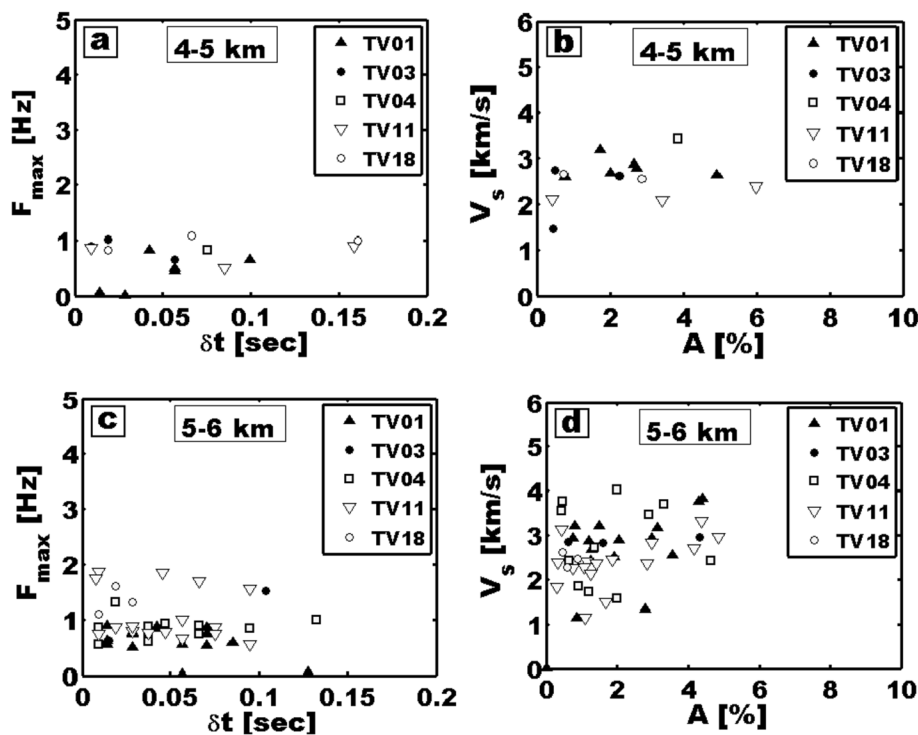 a
4-5 km
TV01
TV03
TV04
TV11
TV18
5
4
3
2
1
0
F_max [Hz]
0 0.05 0.1 0.15 0.2
δt [sec]
b
4-5 km
TV01
TV03
TV04
TV11
TV18
6
5
4
3
2
1
0
V_s [km/s]
0 2 4 6 8 10
A [%]
c
5-6 km
TV01
TV03
TV04
TV11
TV18
5
4
3
2
1
0
F_max [Hz]
0 0.05 0.1 0.15 0.2
δt [sec]
d
5-6 km
TV01
TV03
TV04
TV11
TV18
6
5
4
3
2
1
0
V_s [km/s]
0 2 4 6 8 10
A [%]